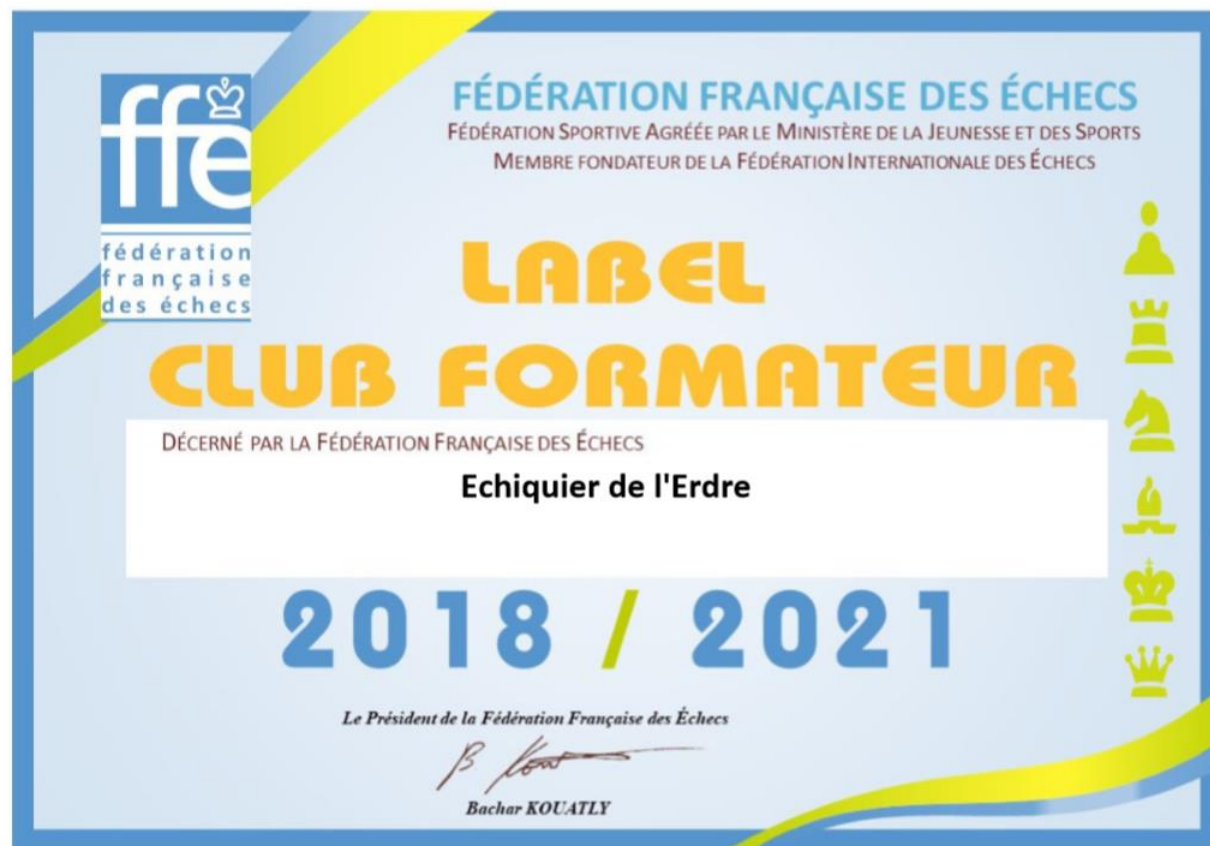 ffe
fédération
française
des échecs
FÉDÉRATION FRANÇAISE DES ÉCHECS
FÉDÉRATION SPORTIVE AGRÉÉE PAR LE MINISTÈRE DE LA JEUNESSE ET DES SPORTS
MEMBRE FONDATEUR DE LA FÉDÉRATION INTERNATIONALE DES ÉCHECS
LABEL
CLUB FORMATEUR
DÉCERNÉ PAR LA FÉDÉRATION FRANÇAISE DES ÉCHECS
Echiquier de l'Erdre
2018 / 2021
Le Président de la Fédération Française des Échecs
B Kouat
Bachar KOUATLY